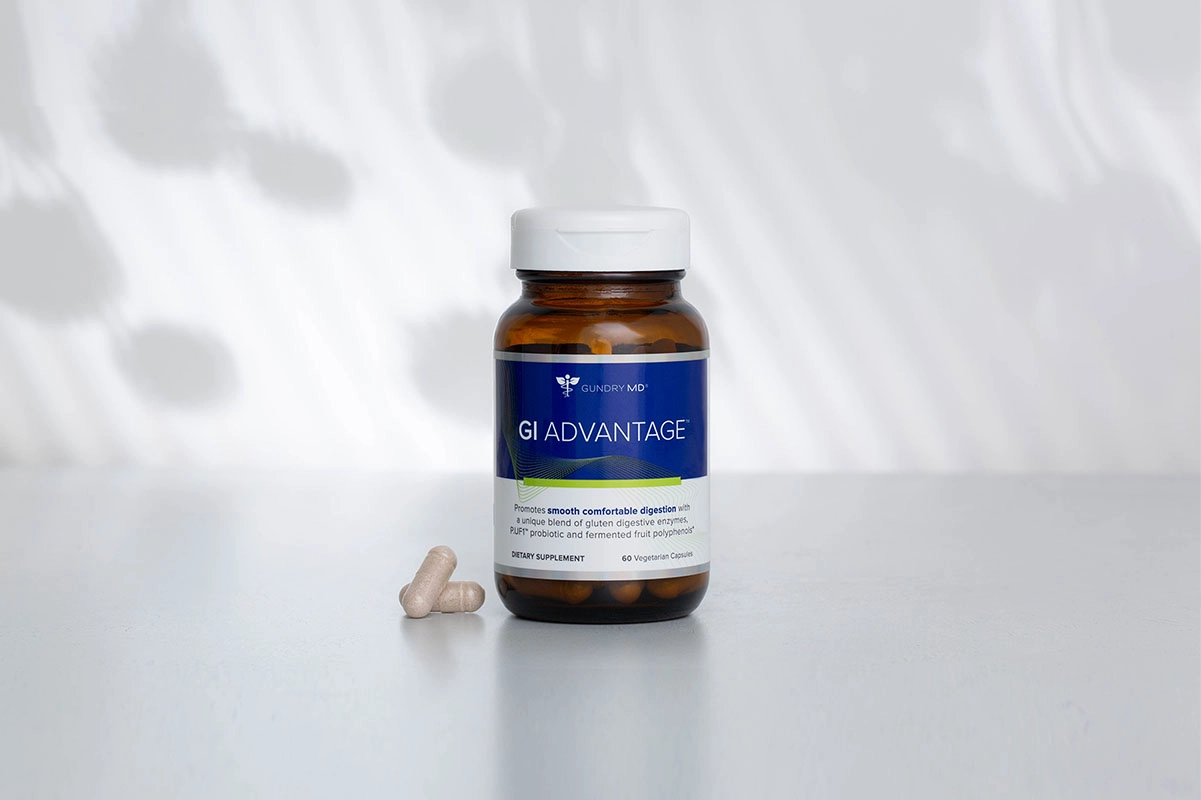 GUNDRY MD®
GI ADVANTAGE™
Promotes smooth comfortable digestion with
a unique blend of gluten digestive enzymes,
P.UF1™ probiotic and fermented fruit polyphenols*
DIETARY SUPPLEMENT 60 Vegetarian Capsules